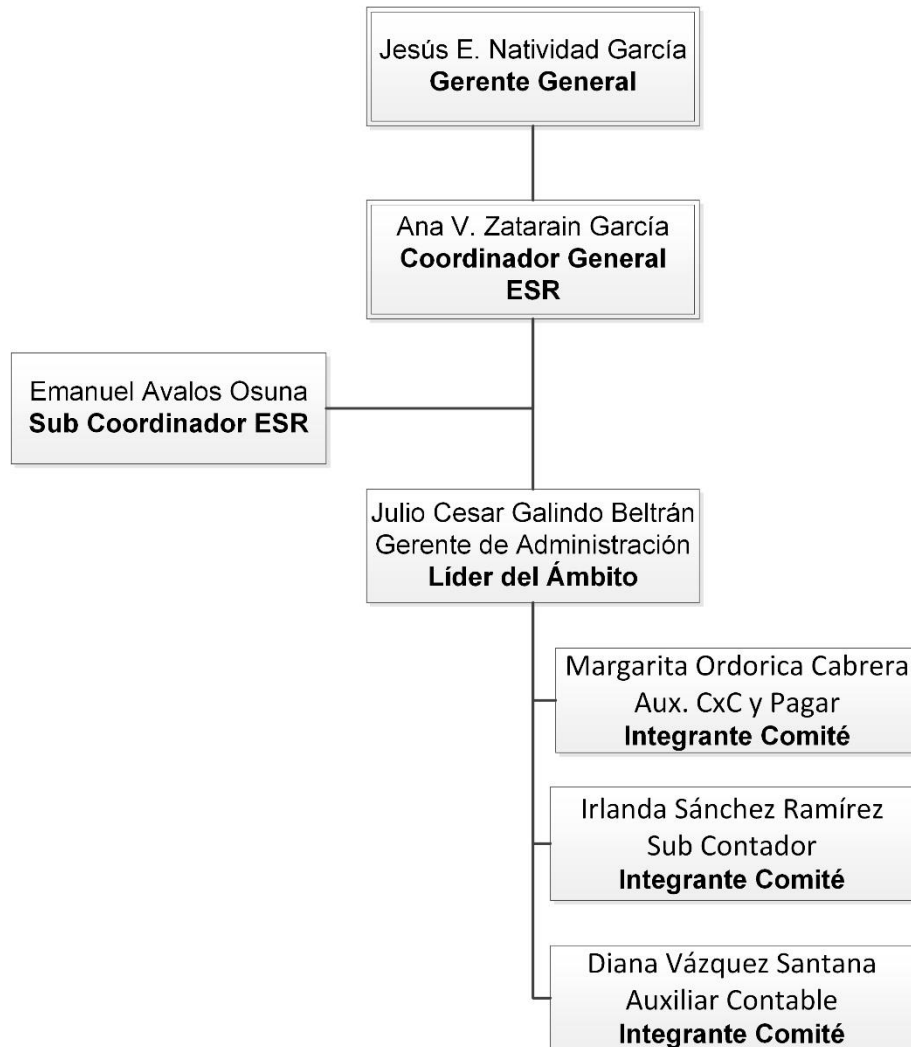 Jesús E. Natividad García
Gerente General
Ana V. Zatarain García
Coordinador General
ESR
Emanuel Avalos Osuna
Sub Coordinador ESR
Julio Cesar Galindo Beltrán
Gerente de Administración
Líder del Ámbito
Margarita Ordorica Cabrera
Aux. CxC y Pagar
Integrante Comité
Irlanda Sánchez Ramírez
Sub Contador
Integrante Comité
Diana Vázquez Santana
Auxiliar Contable
Integrante Comité